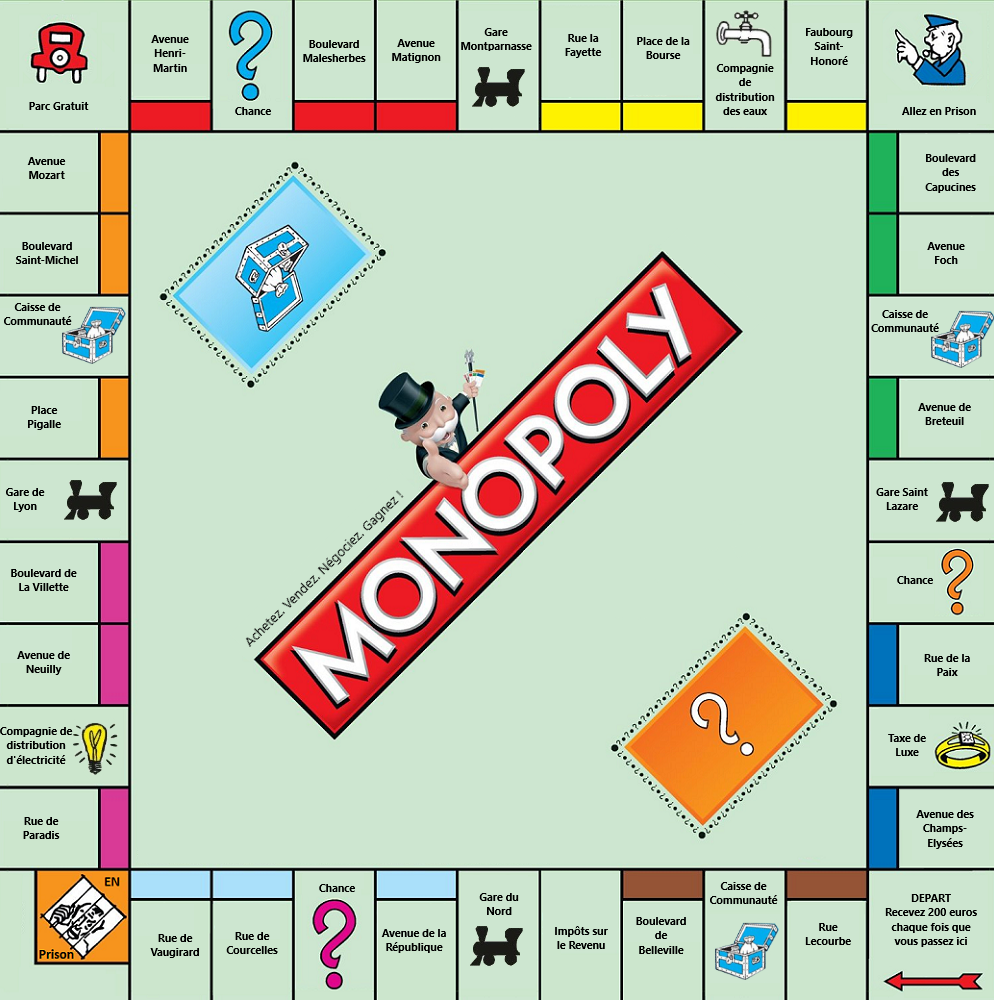 Parc Gratuit
Avenue
Henri-
Martin
Chance
Boulevard
Malesherbes
Avenue
Matignon
Gare
Montparnasse
Rue la
Fayette
Place de la
Bourse
Compagnie
de
distribution
des eaux
Faubourg
Saint-
Honoré
Allez en Prison
Avenue
Mozart
Boulevard
Saint-Michel
Caisse de
Communauté
Place
Pigalle
Gare de
Lyon
Boulevard de
La Villette
Avenue de
Neuilly
Compagnie de
distribution
d'électricité
Rue de
Paradis
Achetez. Vendez. Négociez. Gagnez !
MONOPOLY
Boulevard
des
Capucines
Avenue
Foch
Caisse de
Communauté
Avenue de
Breteuil
Gare Saint
Lazare
Chance
Rue de la
Paix
Taxe de
Luxe
Avenue des
Champs-
Elysées
EN
Prison
Rue de
Vaugirard
Rue de
Courcelles
Chance
Avenue de la
République
Gare du
Nord
Impôts sur
le Revenu
Boulevard
de
Belleville
Caisse de
Communauté
Rue
Lecourbe
DEPART
Recevez 200 euros
chaque fois que
vous passez ici